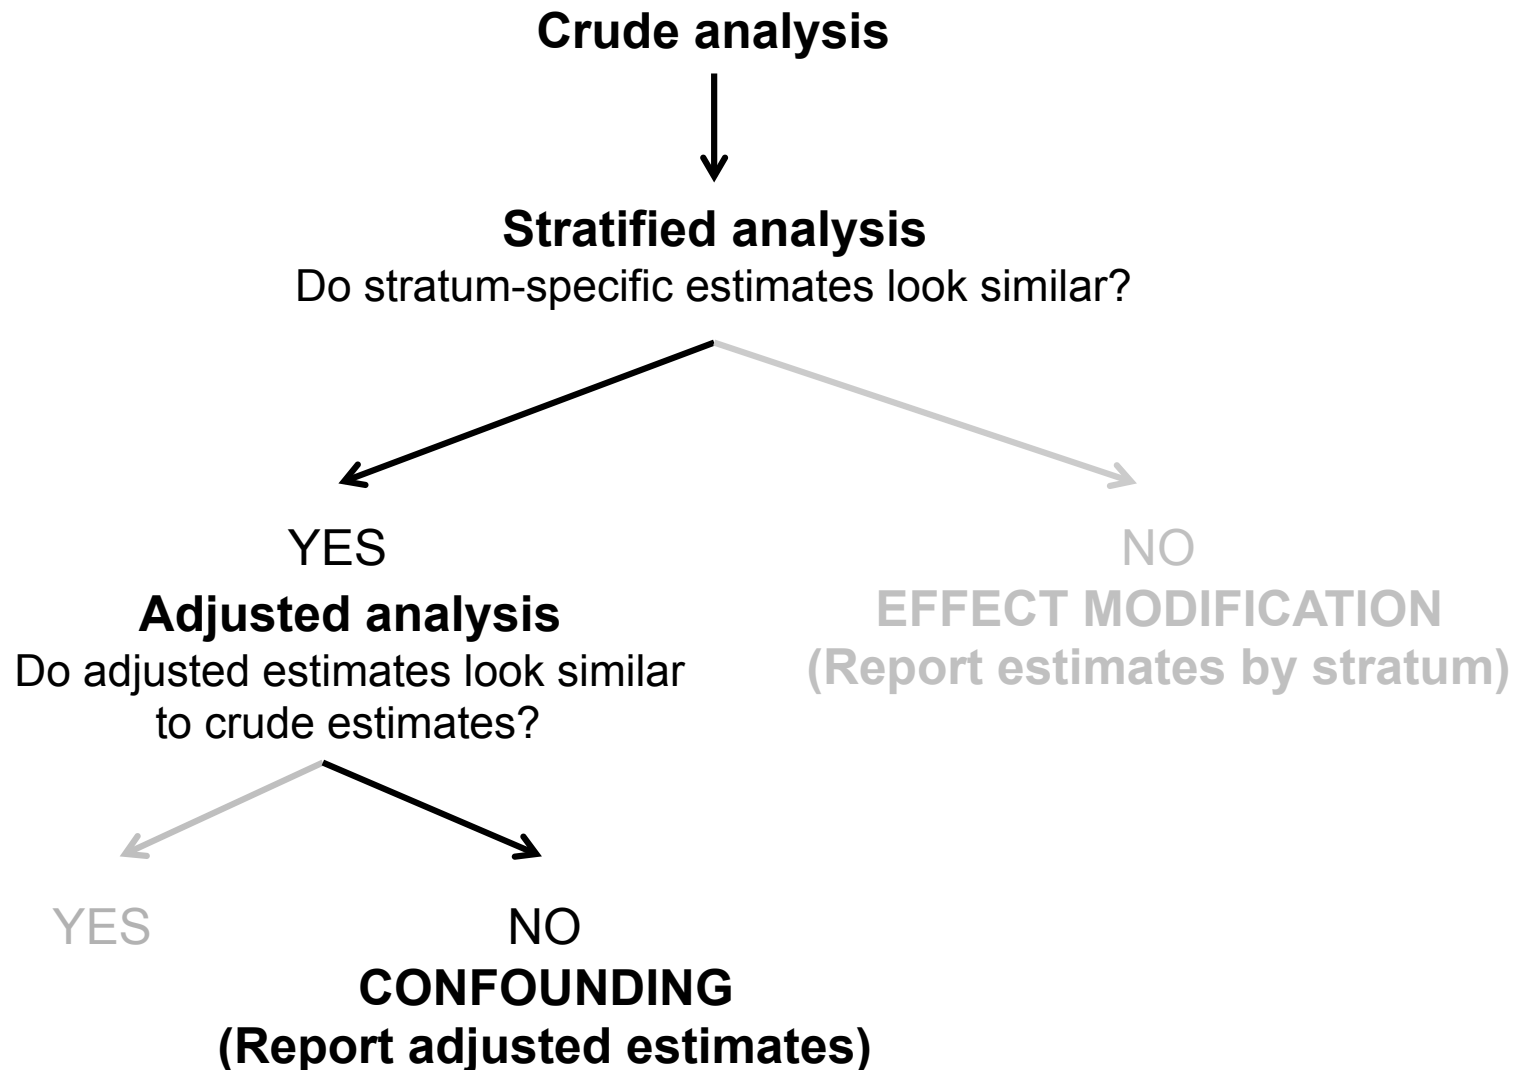 Crude analysis
Stratified analysis
Do stratum-specific estimates look similar?
YES
Adjusted analysis
Do adjusted estimates look similar
to crude estimates?
NO
EFFECT MODIFICATION
(Report estimates by stratum)
YES
NO
CONFOUNDING
(Report adjusted estimates)